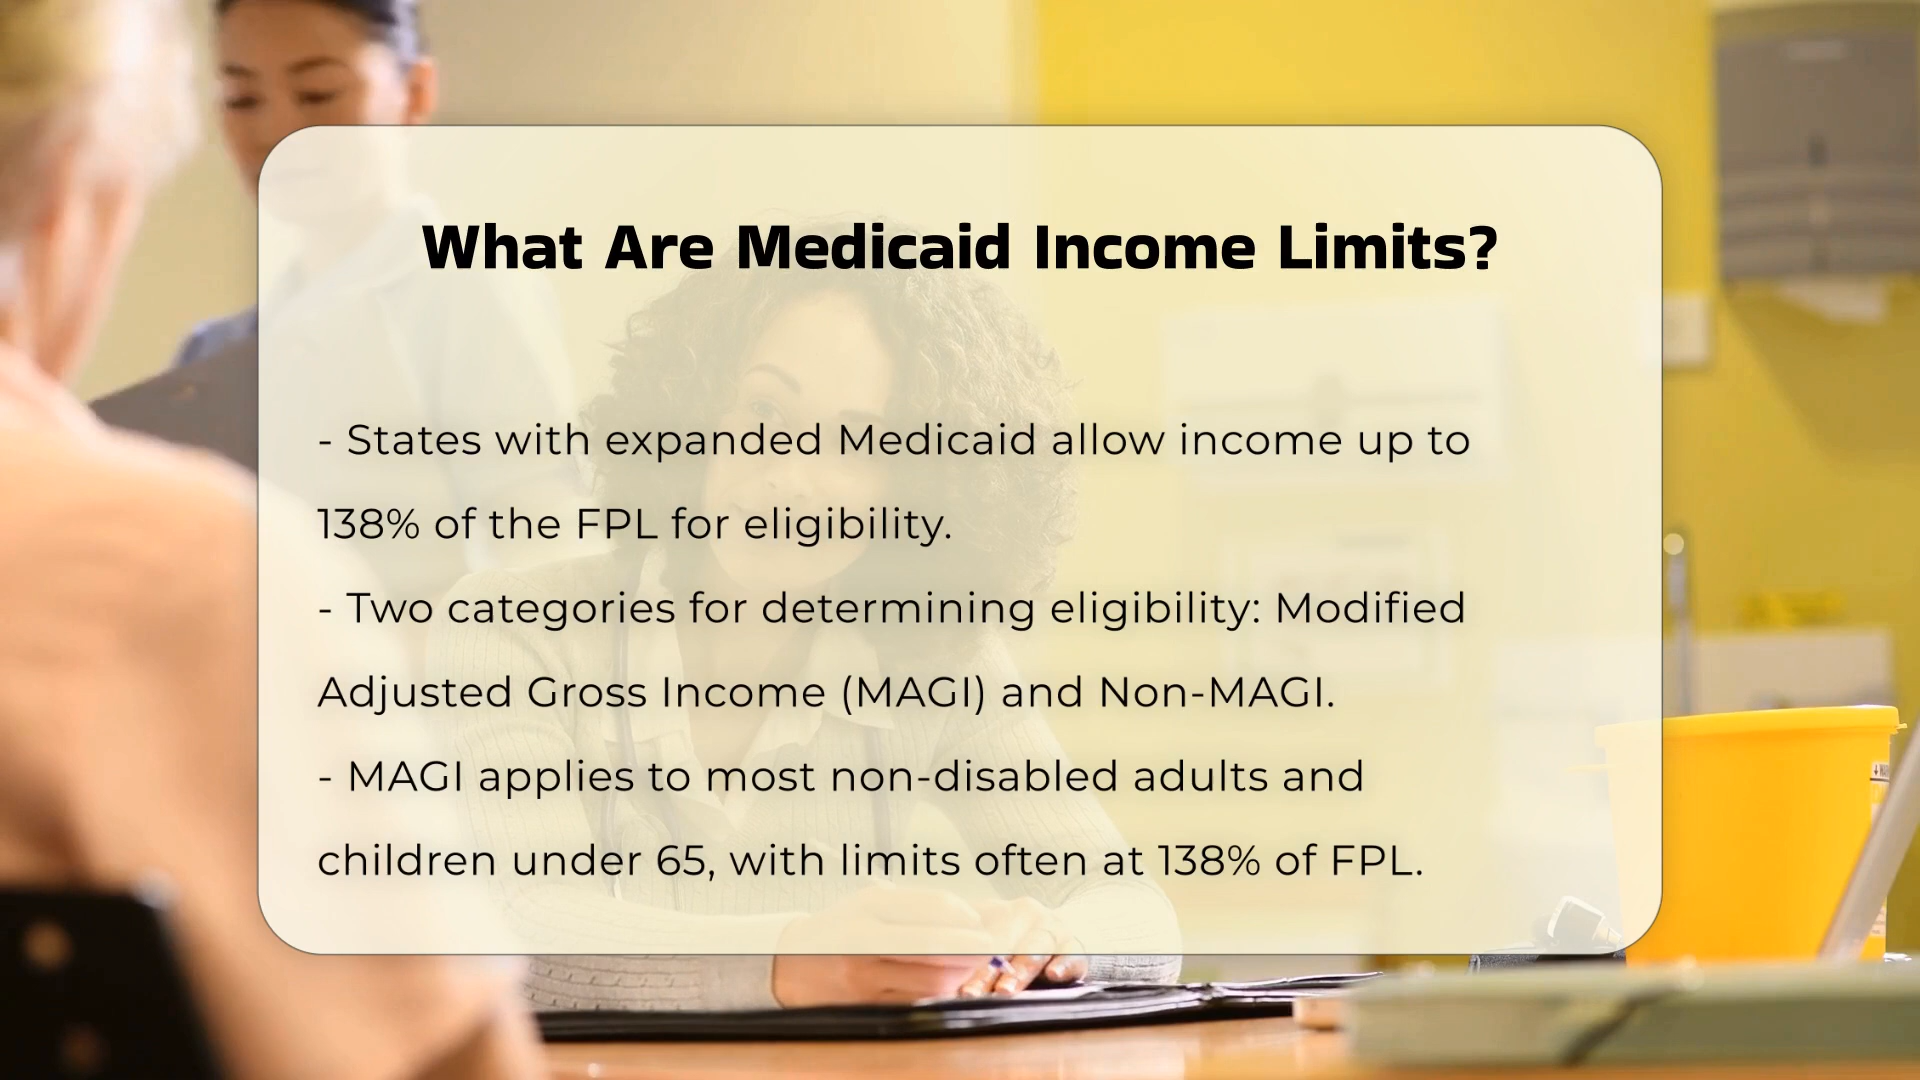 What Are Medicaid Income Limits?
- States with expanded Medicaid allow income up to
138% of the FPL for eligibility.
- Two categories for determining eligibility: Modified
Adjusted Gross Income (MAGI) and Non-MAGI.
- MAGI applies to most non-disabled adults and
children under 65, with limits often at 138% of FPL.